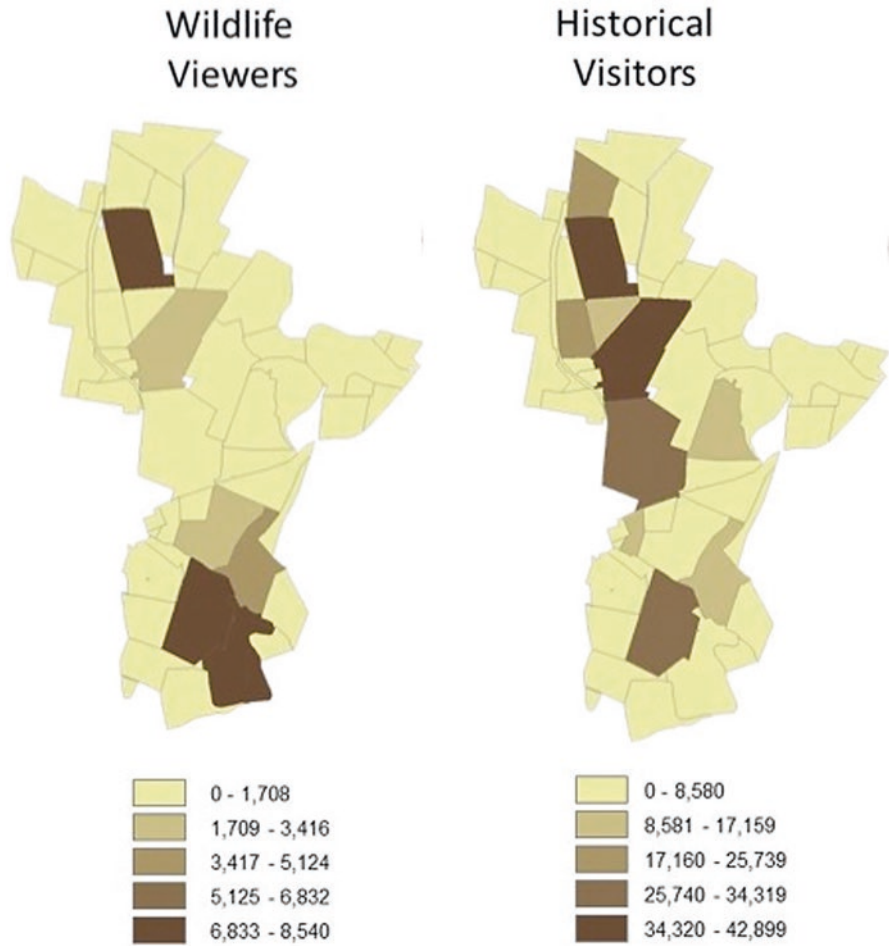 Wildlife
Viewers
Historical
Visitors
0 - 1,708
1,709 - 3,416
3,417 - 5,124
5,125 - 6,832
6,833 - 8,540
0 - 8,580
8,581 - 17,159
17,160 - 25,739
25,740 - 34,319
34,320 - 42,899